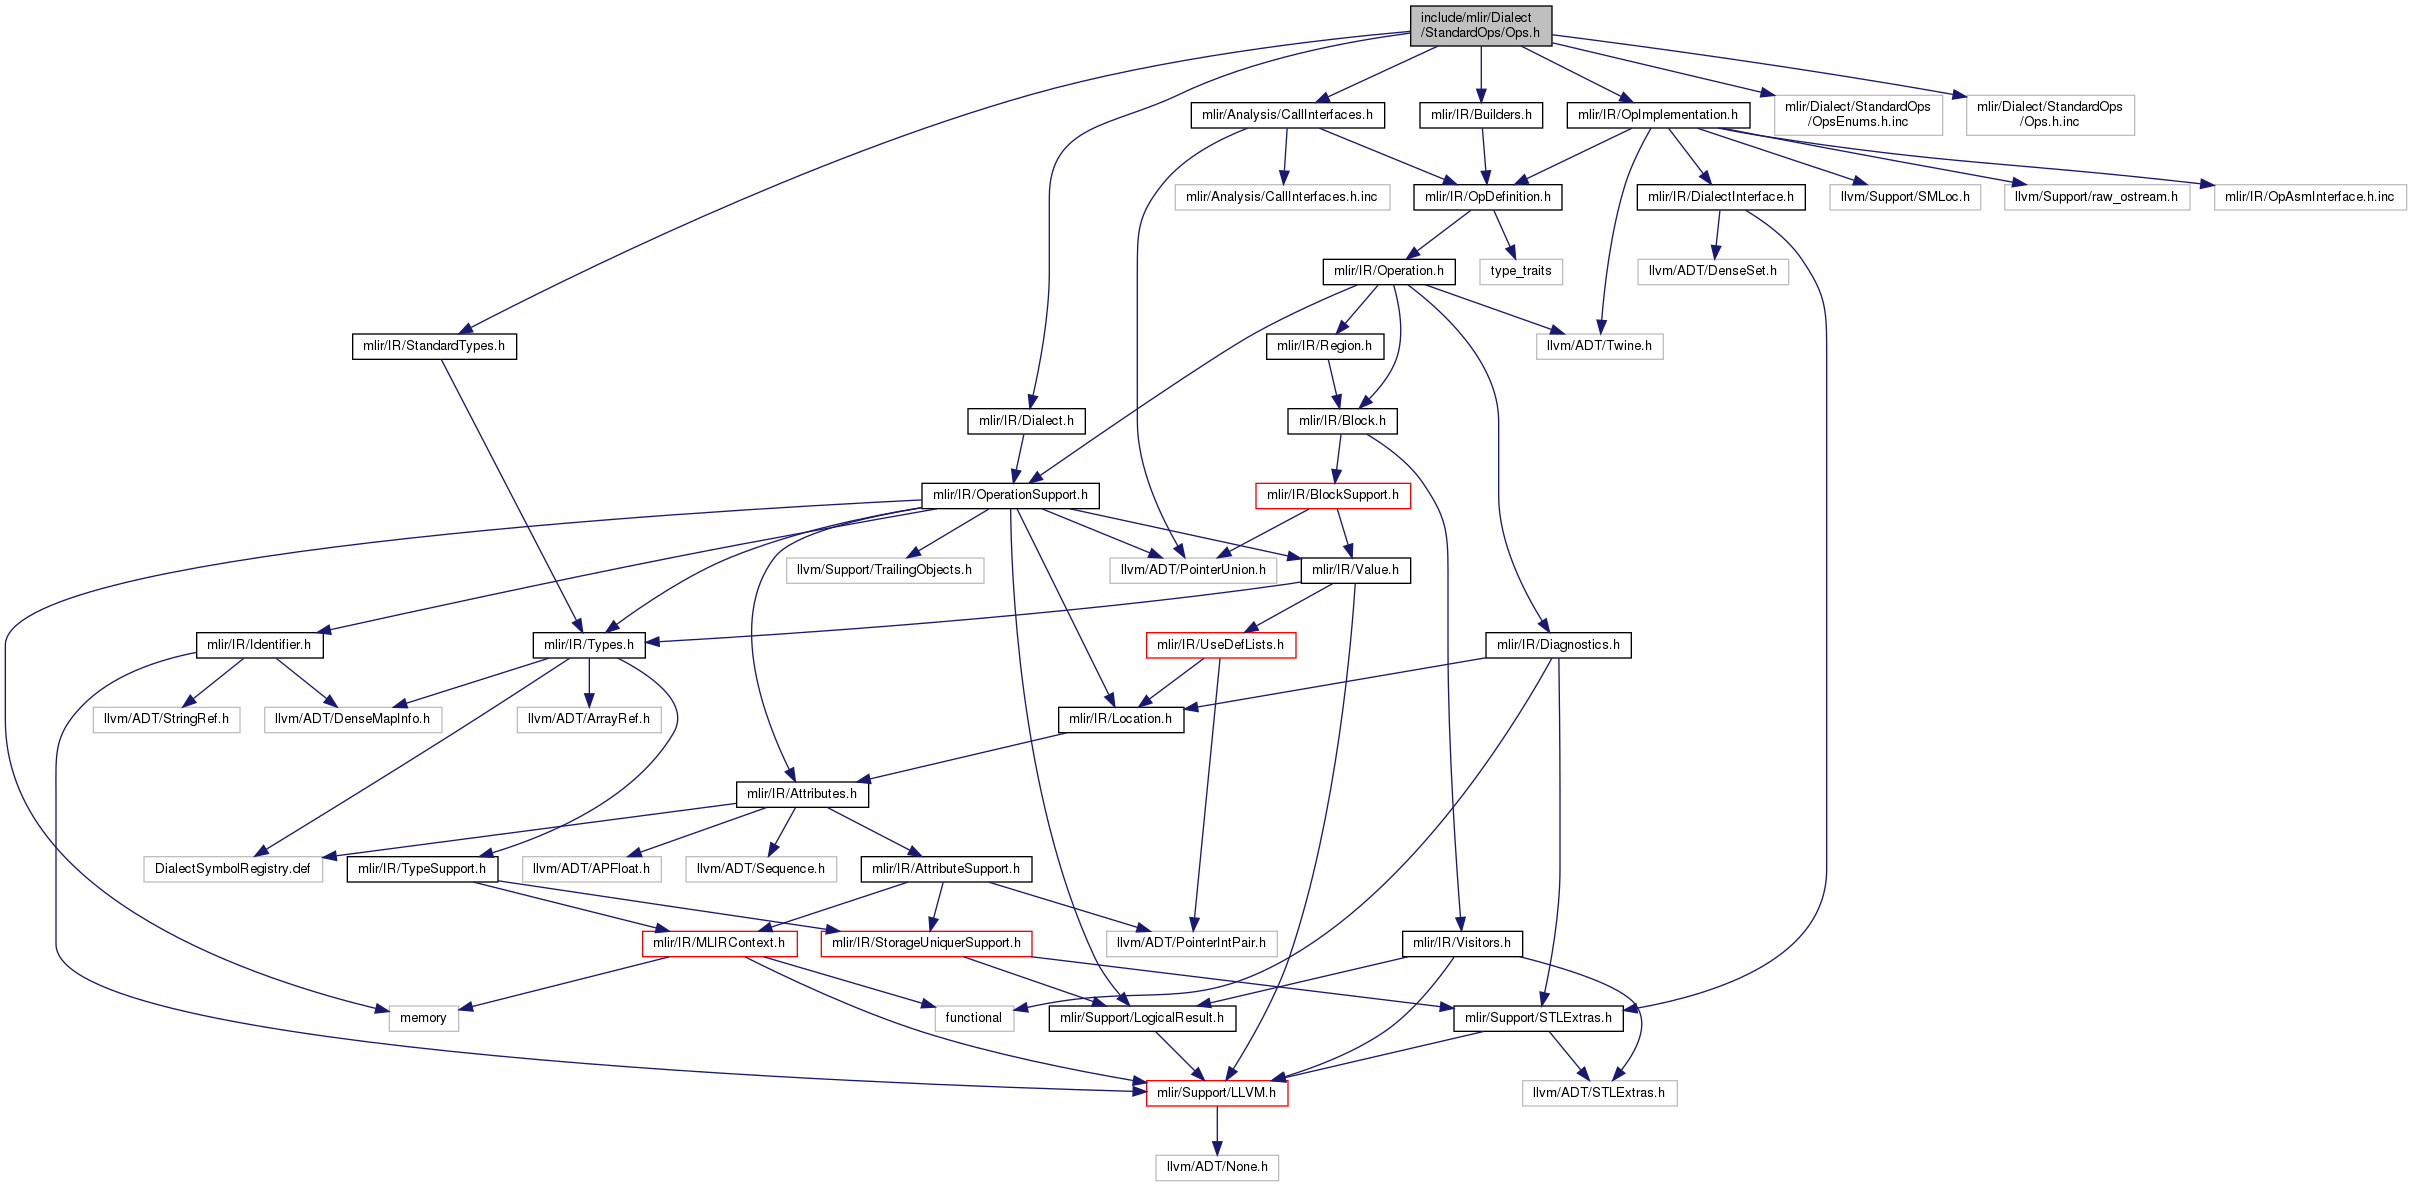 include/mlir/Dialect
/StandardOps/Ops.h
mlir/Analysis/CallInterfaces.h
mlir/IR/Builders.h
mlir/IR/OpImplementation.h
mlir/Dialect/StandardOps
/OpsEnums.h.inc
mlir/Dialect/StandardOps
/Ops.h.inc
mlir/Analysis/CallInterfaces.h.inc
mlir/IR/OpDefinition.h
mlir/IR/DialectInterface.h
llvm/Support/SMLoc.h
llvm/Support/raw_ostream.h
mlir/IR/OpAsmInterface.h.inc
mlir/IR/Operation.h
type_traits
llvm/ADT/DenseSet.h
mlir/IR/StandardTypes.h
mlir/IR/Region.h
llvm/ADT/Twine.h
mlir/IR/Dialect.h
mlir/IR/Block.h
mlir/IR/OperationSupport.h
mlir/IR/BlockSupport.h
llvm/Support/TrailingObjects.h
llvm/ADT/PointerUnion.h
mlir/IR/Value.h
mlir/IR/Identifier.h
mlir/IR/Types.h
mlir/IR/UseDefLists.h
mlir/IR/Diagnostics.h
llvm/ADT/StringRef.h
llvm/ADT/DenseMapInfo.h
llvm/ADT/ArrayRef.h
mlir/IR/Location.h
mlir/IR/Attributes.h
DialectSymbolRegistry.def
mlir/IR/TypeSupport.h
llvm/ADT/APFloat.h
llvm/ADT/Sequence.h
mlir/IR/AttributeSupport.h
mlir/IR/MLIRContext.h
mlir/IR/StorageUniquerSupport.h
llvm/ADT/PointerIntPair.h
mlir/IR/Visitors.h
memory
functional
mlir/Support/LogicalResult.h
mlir/Support/STLExtras.h
mlir/Support/LLVM.h
llvm/ADT/STLExtras.h
llvm/ADT/None.h